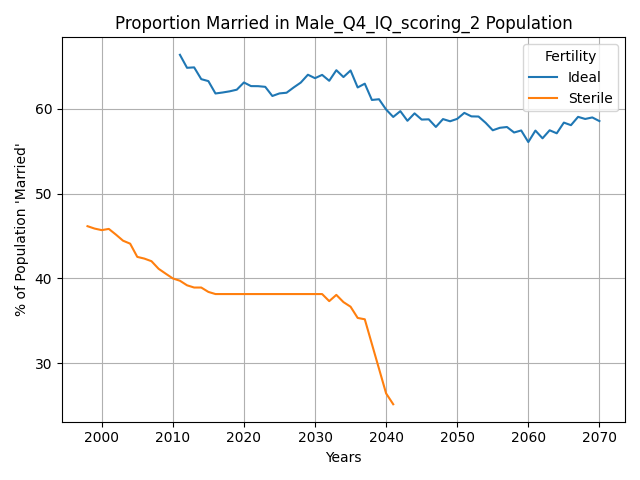 Proportion Married in Male_Q4_IQ_scoring_2 Population
% of Population 'Married'
60
50
40
30
Fertility
Ideal
Sterile
2000 2010 2020 2030 2040 2050 2060 2070
Years